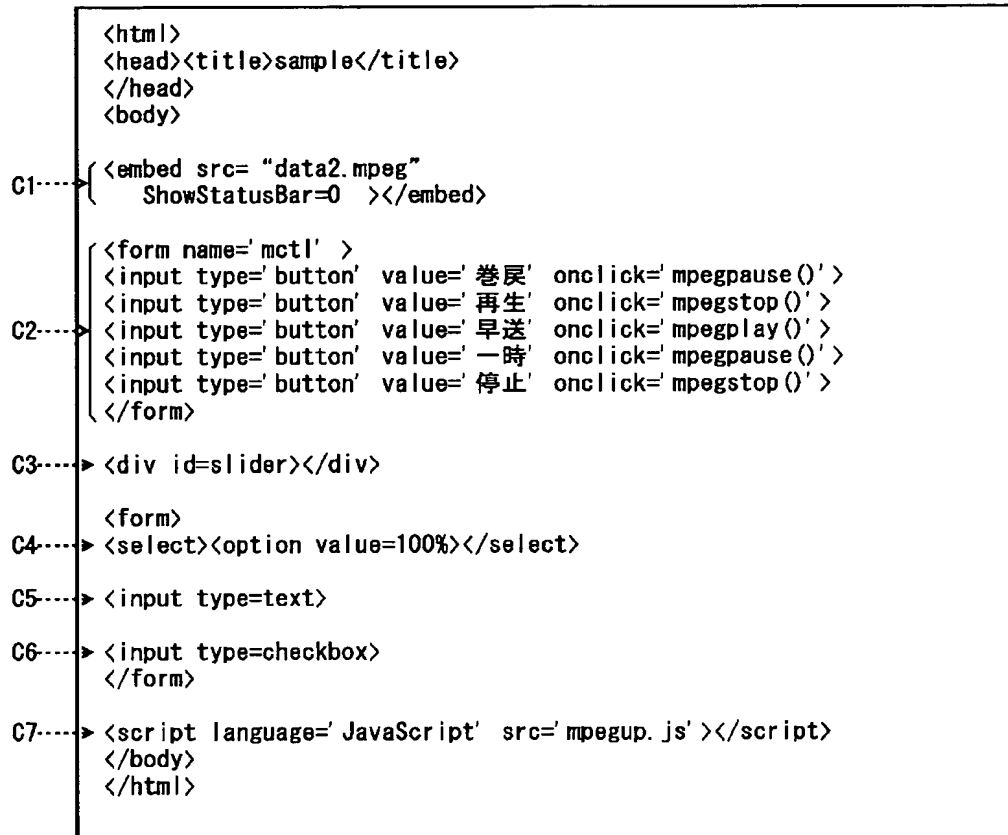 <html>
<head><title>sample</title>
</head>
<body>
C1 <embed src= “data2.mpeg”
ShowStatusBar=0 ></embed>
<form name='mctl' >
<input type='button' value='巻戻' onclick='mpegpause()'>
<input type='button' value='再生' onclick='mpegstop()'>
C2 <input type='button' value='早送' onclick='mpegplay()'>
<input type='button' value='一時' onclick='mpegpause()'>
<input type='button' value='停止' onclick='mpegstop()'>
</form>
C3 <div id=slider></div>
<form>
C4 <select><option value=100%></select>
C5 <input type=text>
C6 <input type=checkbox>
</form>
C7 <script language='JavaScript' src='mpegup.js'></script>
</body>
</html>